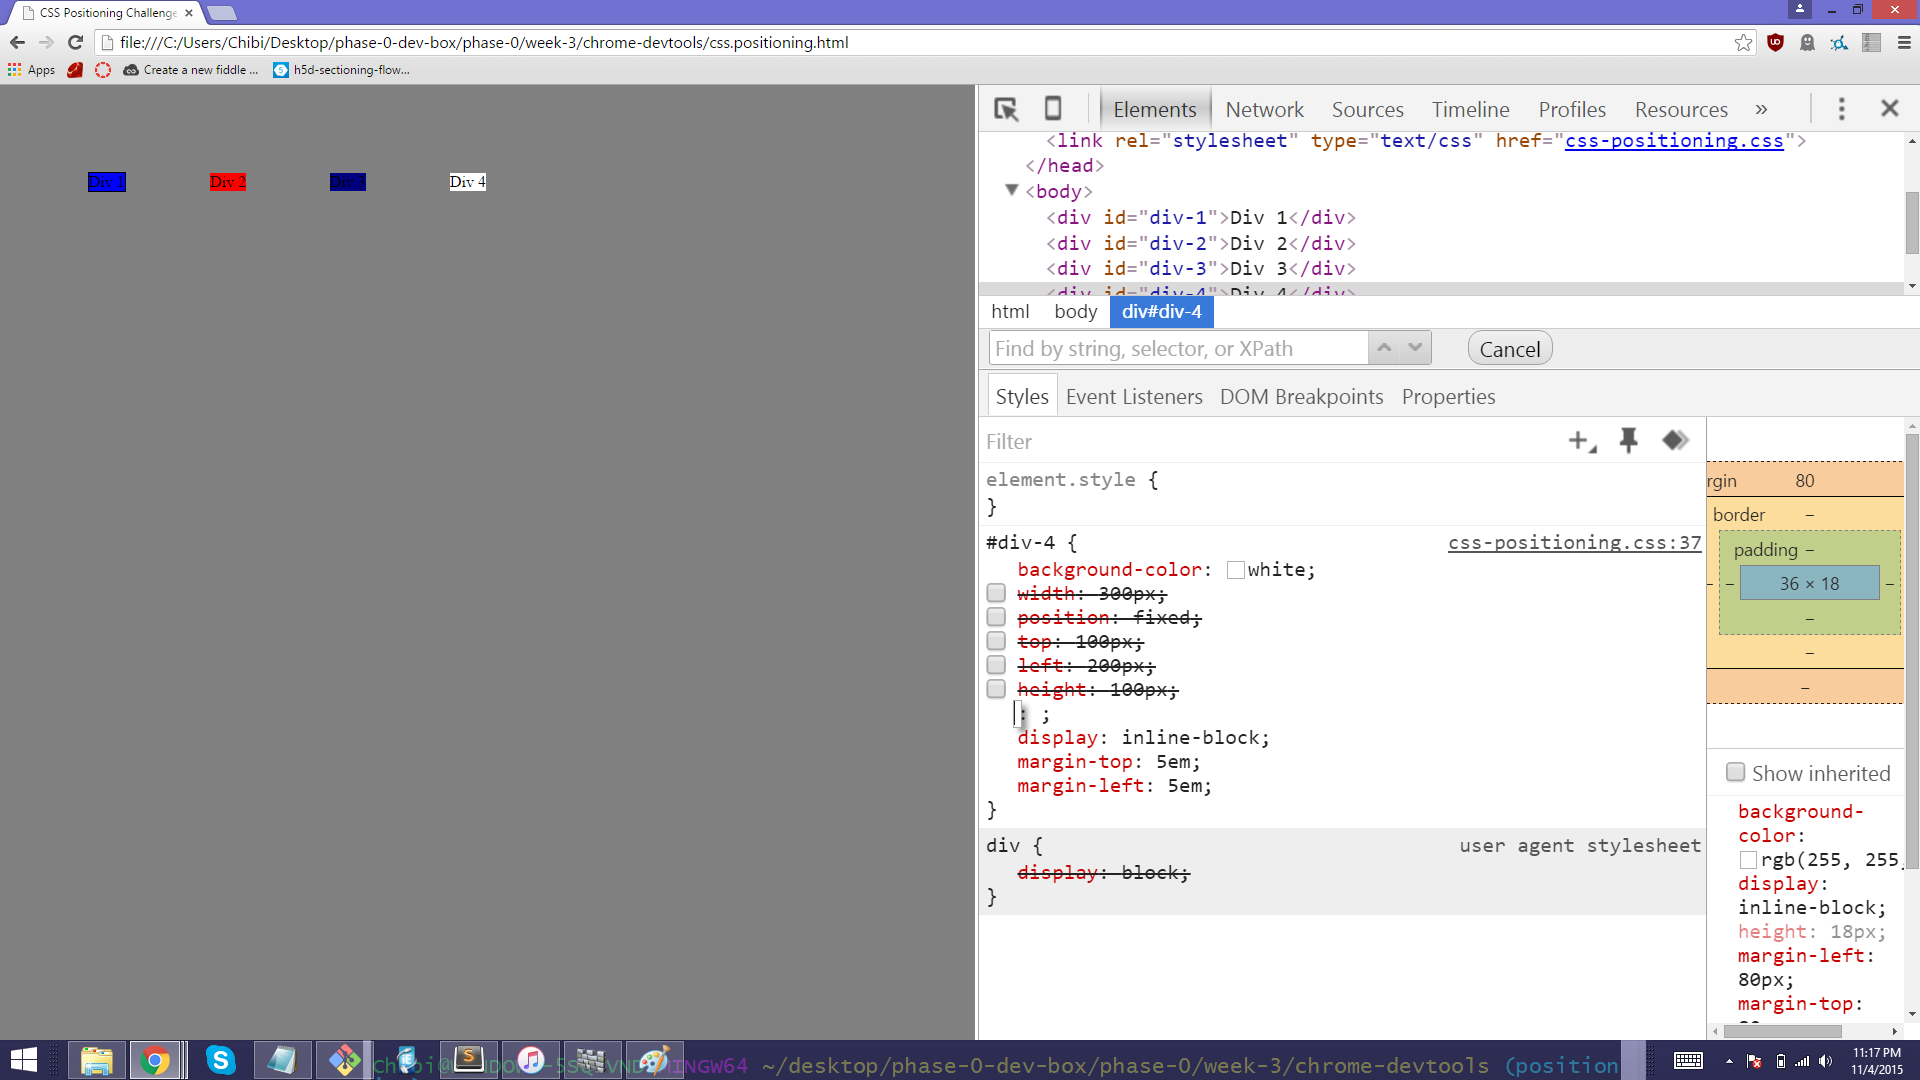 CSS Positioning Challenge
file:///C:/Users/Chibi/Desktop/phase-0-dev-box/phase-0/week-3/chrome-devtools/css.positioning.html
Apps Create a new fiddle ... h5d-sectioning-flow...
Div 1 Div 2 Div 3 Div 4
Elements Network Sources Timeline Profiles Resources »
<link rel="stylesheet" type="text/css" href="css-positioning.css">
</head>
<body>
<div id="div-1">Div 1</div>
<div id="div-2">Div 2</div>
<div id="div-3">Div 3</div>
<div id="div-4">Div 4</div>
html body div#div-4
Find by string, selector, or XPath Cancel
Styles Event Listeners DOM Breakpoints Properties
Filter
element.style {
}
#div-4 { css-positioning.css:37
background-color: white;
width: 300px;
position: fixed;
top: 100px;
left: 200px;
height: 100px;
: ;
display: inline-block;
margin-top: 5em;
margin-left: 5em;
}
div { user agent stylesheet
display: block;
}
rgin 80
border –
padding –
– – 36 × 18 –
–
–
–
Show inherited
background-
color:
rgb(255, 255,
display:
inline-block;
height: 18px;
margin-left:
80px;
margin-top:
~/desktop/phase-0-dev-box/phase-0/week-3/chrome-devtools (position
11:17 PM
11/4/2015